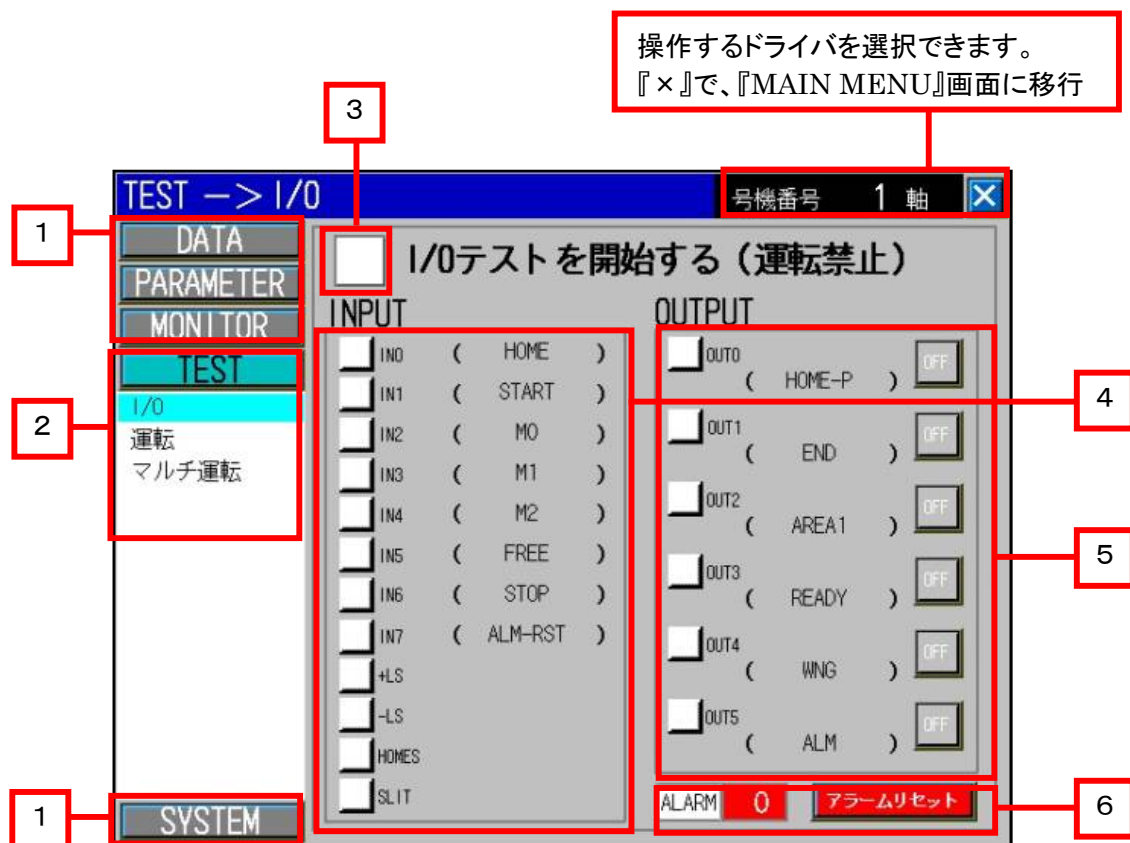 操作するドライバを選択できます。
『×』で、『MAIN MENU』画面に移行
3
TEST －＞ I/O
号機番号 1 軸 ×
1
DATA
PARAMETER
MONITOR
2
TEST
I/O
運転
マルチ運転
1
SYSTEM
I/Oテストを開始する（運転禁止）
INPUT
IN0 ( HOME )
IN1 ( START )
IN2 ( M0 )
IN3 ( M1 )
IN4 ( M2 )
IN5 ( FREE )
IN6 ( STOP )
IN7 ( ALM-RST )
+LS
-LS
HOMES
SLIT
OUTPUT
OUT0
( HOME-P ) OFF
OUT1
( END ) OFF
OUT2
( AREA1 ) OFF
OUT3
( READY ) OFF
OUT4
( WNG ) OFF
OUT5
( ALM ) OFF
4
5
ALARM 0 アラームリセット
6